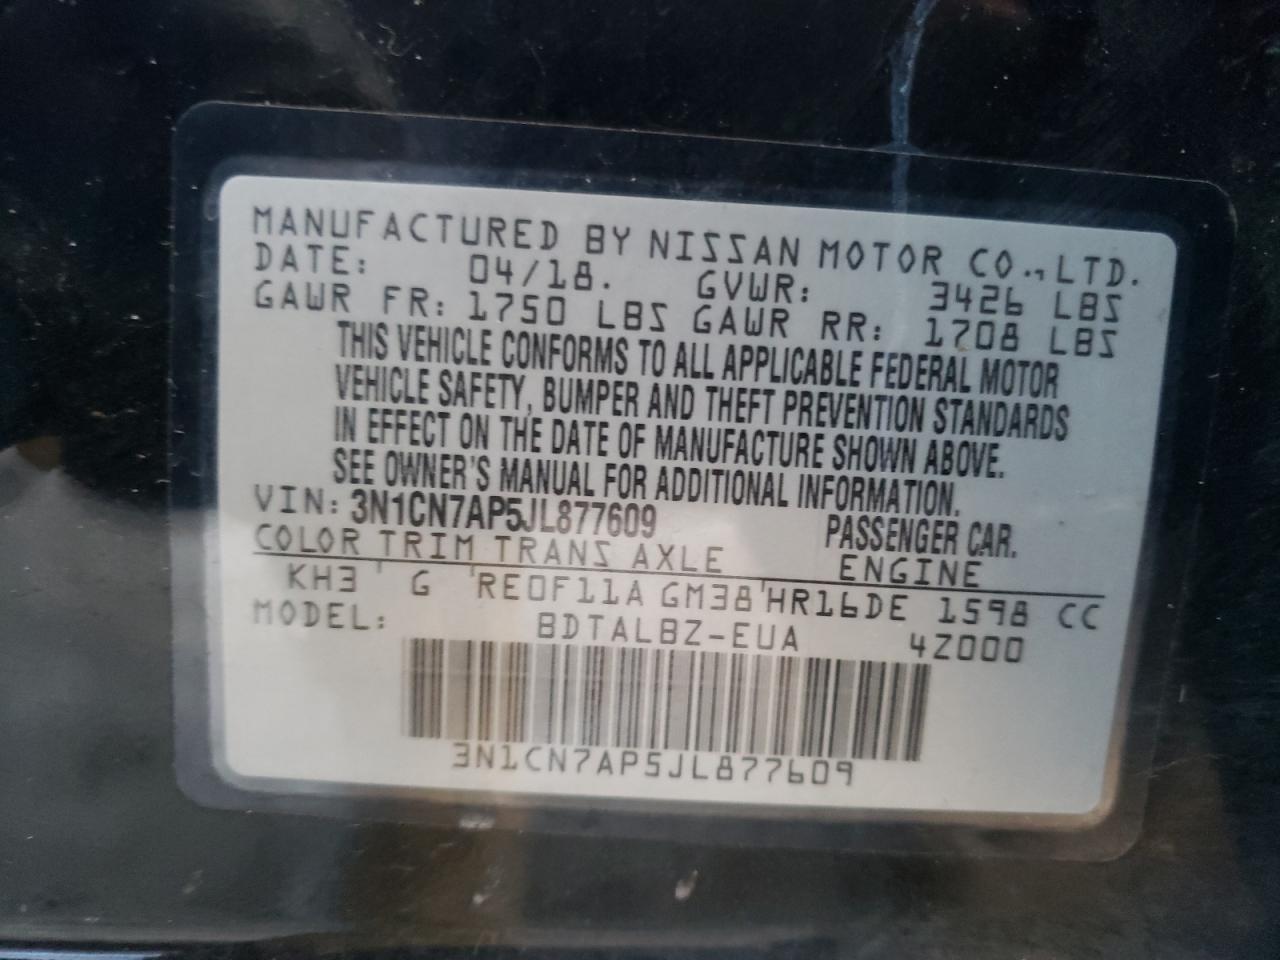 MANUFACTURED BY NISSAN MOTOR CO., LTD.
DATE: 04/18. GVWR: 3426 LBS
GAWR FR: 1750 LBS GAWR RR: 1708 LBS
THIS VEHICLE CONFORMS TO ALL APPLICABLE FEDERAL MOTOR
VEHICLE SAFETY, BUMPER AND THEFT PREVENTION STANDARDS
IN EFFECT ON THE DATE OF MANUFACTURE SHOWN ABOVE.
SEE OWNER'S MANUAL FOR ADDITIONAL INFORMATION.
VIN: 3N1CN7AP5JL877609 PASSENGER CAR.
COLOR TRIM TRANS AXLE ENGINE
KH3 G RE0F11A GM38 HR16DE 1598 CC
MODEL: BDTALBZ-EUA 4Z000
3N1CN7AP5JL877609